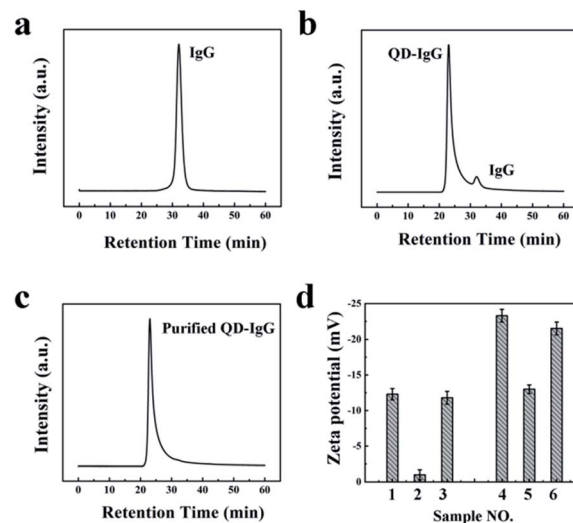 a
IgG
Intensity (a.u.)
0 10 20 30 40 50 60
Retention Time (min)
b
QD-IgG
IgG
Intensity (a.u.)
0 10 20 30 40 50 60
Retention Time (min)
c
Purified QD-IgG
Intensity (a.u.)
0 10 20 30 40 50 60
Retention Time (min)
d
Zeta potential (mV)
-25
-20
-15
-10
-5
0
1 2 3 4 5 6
Sample NO.